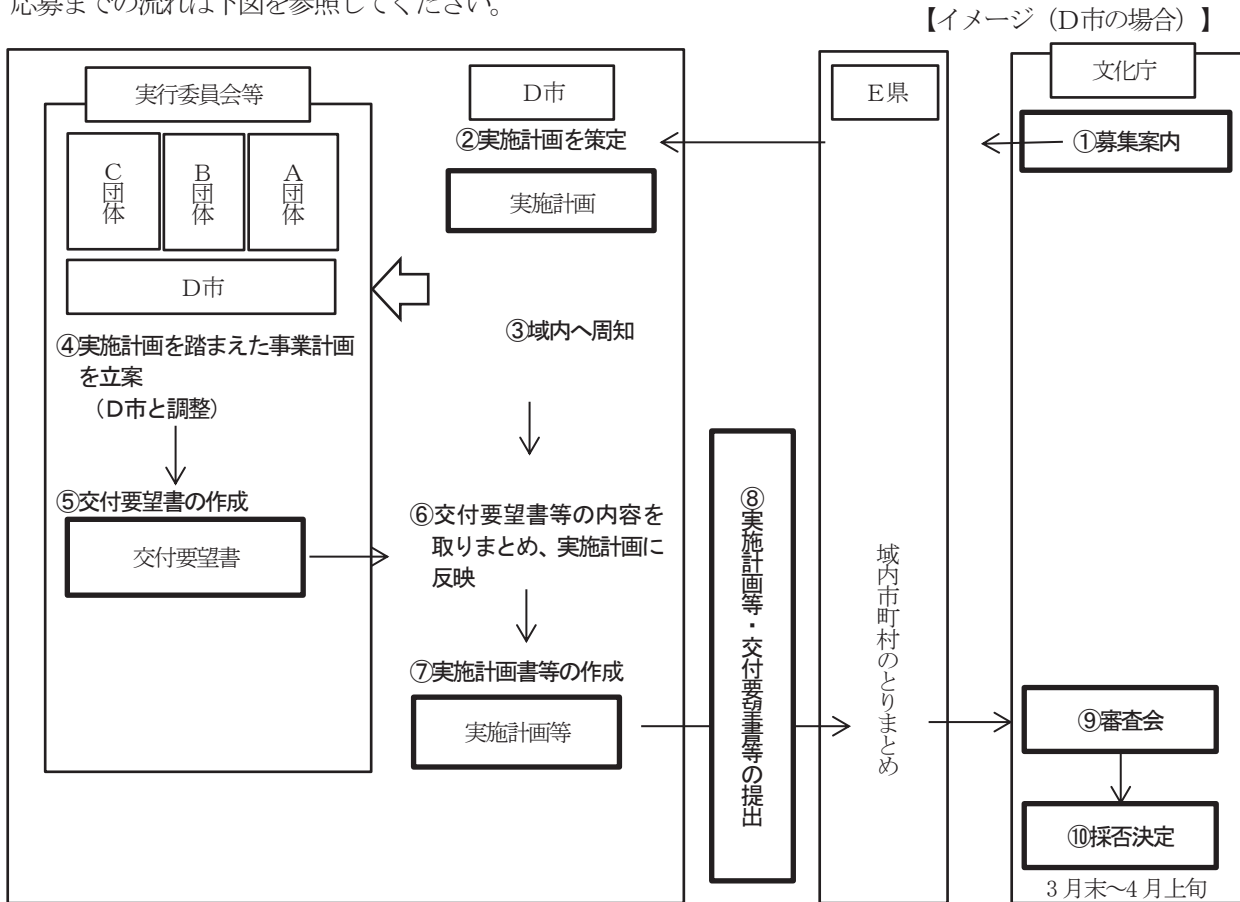 応募までの流れは下図を参照してください。
【イメージ（D市の場合）】
実行委員会等
C団体
B団体
A団体
D市
④実施計画を踏まえた事業計画
を立案
（D市と調整）
⑤交付要望書の作成
交付要望書
D市
②実施計画を策定
実施計画
③域内へ周知
⑥交付要望書等の内容を
取りまとめ、実施計画に
反映
⑦実施計画書等の作成
実施計画等
⑧実施計画等・交付要望書等の提出
E県
域内市町村のとりまとめ
文化庁
①募集案内
⑨審査会
⑩採否決定
3月末～4月上旬